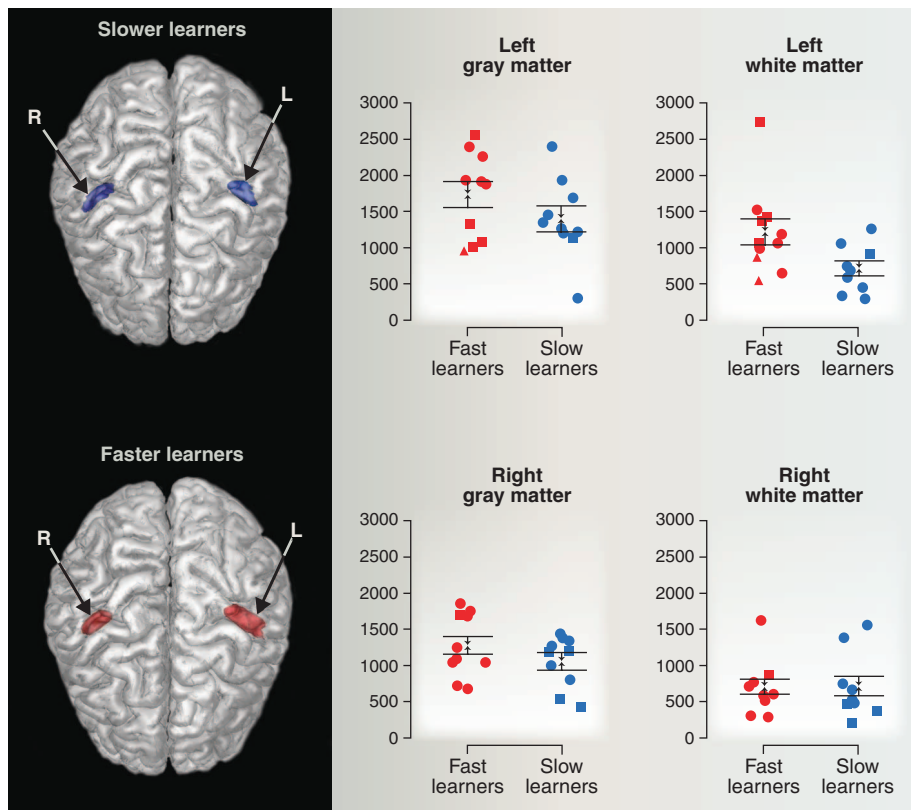 Slower learners
R
L
Faster learners
R
L
Left
gray matter
3000
2500
2000
1500
1000
500
0
Fast
learners
Slow
learners
Left
white matter
3000
2500
2000
1500
1000
500
0
Fast
learners
Slow
learners
Right
gray matter
3000
2500
2000
1500
1000
500
0
Fast
learners
Slow
learners
Right
white matter
3000
2500
2000
1500
1000
500
0
Fast
learners
Slow
learners